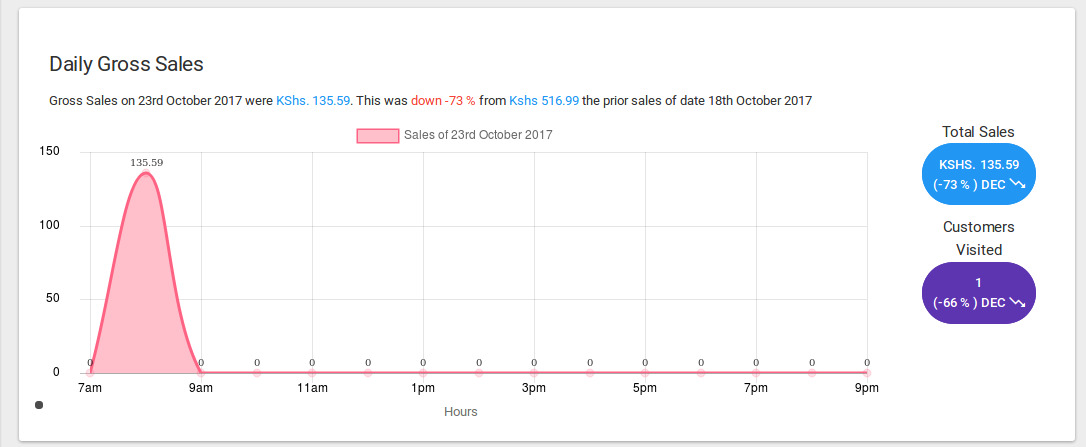 Daily Gross Sales
Gross Sales on 23rd October 2017 were KShs. 135.59. This was down -73 % from Kshs 516.99 the prior sales of date 18th October 2017
Sales of 23rd October 2017
150
100
50
0
135.59
0 0 0 0 0 0 0 0 0 0 0 0 0 0
7am 9am 11am 1pm 3pm 5pm 7pm 9pm
Hours
Total Sales
KSHS. 135.59
(-73 % ) DEC
Customers
Visited
1
(-66 % ) DEC